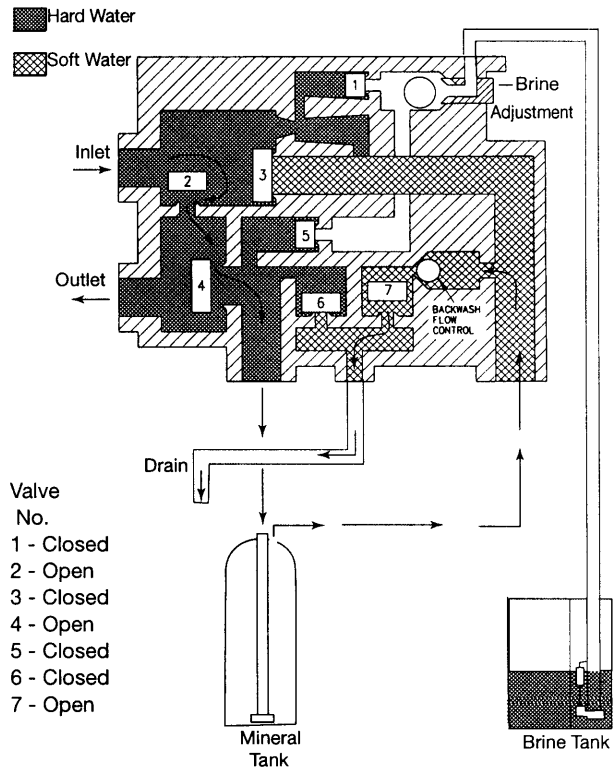 Hard Water
Soft Water
1
Brine
Adjustment
Inlet
2
3
5
Outlet
4
6
7
BACKWASH
FLOW
CONTROL
Drain
Valve
No.
1 - Closed
2 - Open
3 - Closed
4 - Open
5 - Closed
6 - Closed
7 - Open
Mineral
Tank
Brine Tank